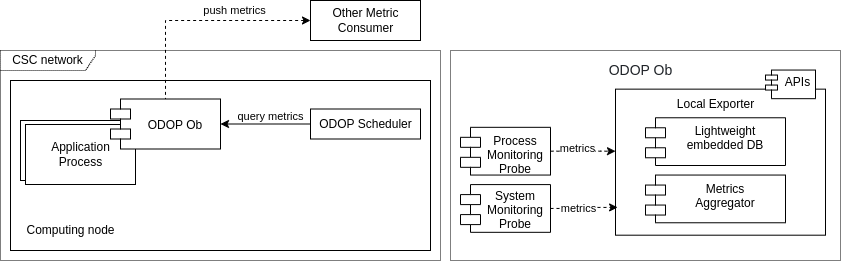 push metrics
Other Metric
Consumer
CSC network
ODOP Ob
query metrics
ODOP Scheduler
Application
Process
Computing node
ODOP Ob
APIs
Local Exporter
Lightweight
embedded DB
Process
Monitoring
Probe
metrics
System
Monitoring
Probe
metrics
Metrics
Aggregator